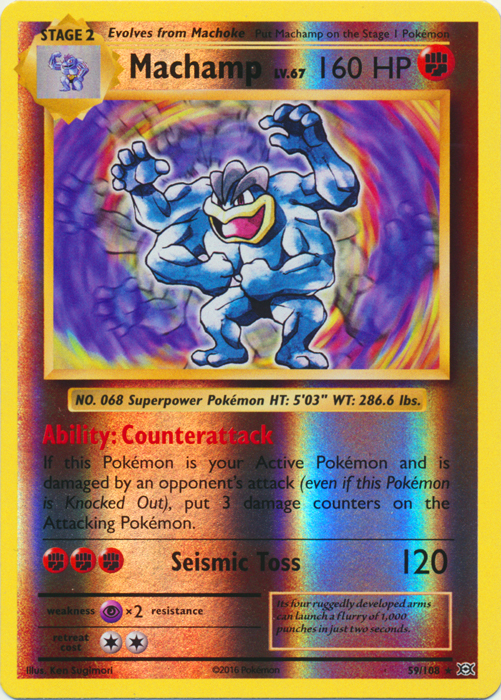 STAGE 2
Evolves from Machoke
Put Machamp on the Stage 1 Pokémon
Machamp LV.67 160 HP
NO. 068 Superpower Pokémon HT: 5'03" WT: 286.6 lbs.
Ability: Counterattack
If this Pokémon is your Active Pokémon and is
damaged by an opponent's attack (even if this Pokémon
is Knocked Out), put 3 damage counters on the
Attacking Pokémon.
Seismic Toss 120
weakness ×2 resistance
retreat
cost
Its four ruggedly developed arms
can launch a flurry of 1,000
punches in just two seconds.
Illus. Ken Sugimori
©2016 Pokémon
59/108 ★